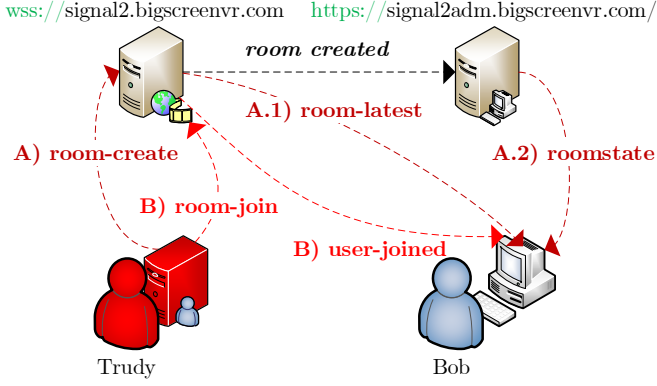 wss://signal2.bigscreenvr.com https://signal2adm.bigscreenvr.com/
room created
A.1) room-latest
A) room-create
A.2) roomstate
B) room-join
B) user-joined
Trudy
Bob